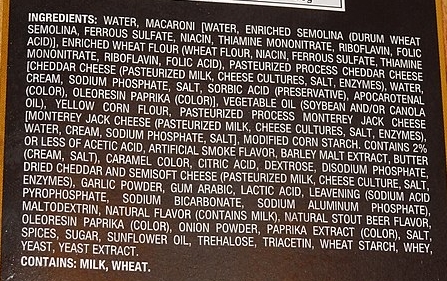 INGREDIENTS: WATER, MACARONI [WATER, ENRICHED SEMOLINA (DURUM WHEAT
SEMOLINA, FERROUS SULFATE, NIACIN, THIAMINE MONONITRATE, RIBOFLAVIN, FOLIC
ACID)], ENRICHED WHEAT FLOUR (WHEAT FLOUR, NIACIN, FERROUS SULFATE, THIAMINE
MONONITRATE, RIBOFLAVIN, FOLIC ACID), PASTEURIZED PROCESS CHEDDAR CHEESE
[CHEDDAR CHEESE (PASTEURIZED MILK, CHEESE CULTURES, SALT, ENZYMES), WATER,
CREAM, SODIUM PHOSPHATE, SALT, SORBIC ACID (PRESERVATIVE), APOCAROTENAL
(COLOR), OLEORESIN PAPRIKA (COLOR)], VEGETABLE OIL (SOYBEAN AND/OR CANOLA
OIL), YELLOW CORN FLOUR, PASTEURIZED PROCESS MONTEREY JACK CHEESE
[MONTEREY JACK CHEESE (PASTEURIZED MILK, CHEESE CULTURES, SALT, ENZYMES),
WATER, CREAM, SODIUM PHOSPHATE, SALT], MODIFIED CORN STARCH. CONTAINS 2%
OR LESS OF ACETIC ACID, ARTIFICIAL SMOKE FLAVOR, BARLEY MALT EXTRACT, BUTTER
(CREAM, SALT), CARAMEL COLOR, CITRIC ACID, DEXTROSE, DISODIUM PHOSPHATE,
DRIED CHEDDAR AND SEMISOFT CHEESE (PASTEURIZED MILK, CHEESE CULTURE, SALT,
ENZYMES), GARLIC POWDER, GUM ARABIC, LACTIC ACID, LEAVENING (SODIUM ACID
PYROPHOSPHATE, SODIUM BICARBONATE, SODIUM ALUMINUM PHOSPHATE),
MALTODEXTRIN, NATURAL FLAVOR (CONTAINS MILK), NATURAL STOUT BEER FLAVOR,
OLEORESIN PAPRIKA (COLOR), ONION POWDER, PAPRIKA EXTRACT (COLOR), SALT,
SPICES, SUGAR, SUNFLOWER OIL, TREHALOSE, TRIACETIN, WHEAT STARCH, WHEY,
YEAST, YEAST EXTRACT.
CONTAINS: MILK, WHEAT.